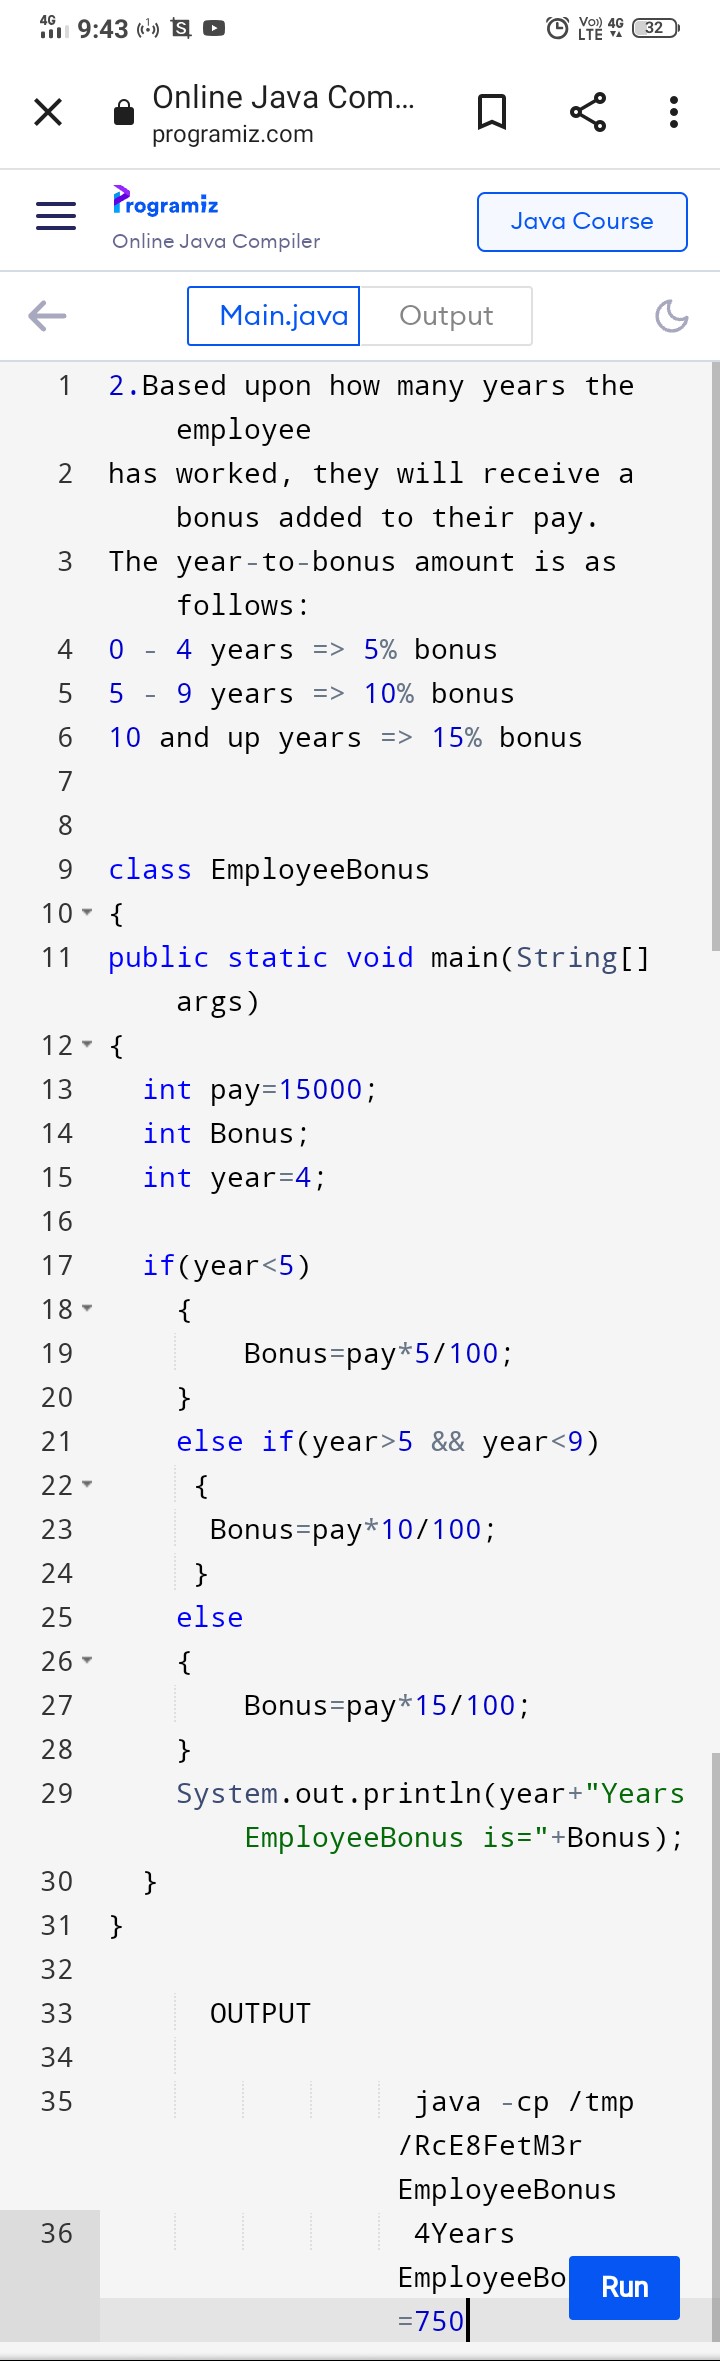 4G 9:43 Vo) LTE 4G 32
Online Java Com...
programiz.com
Programiz
Online Java Compiler
Java Course
Main.java Output
1 2.Based upon how many years the
employee
2 has worked, they will receive a
bonus added to their pay.
3 The year-to-bonus amount is as
follows:
4 0 - 4 years => 5% bonus
5 5 - 9 years => 10% bonus
6 10 and up years => 15% bonus
7
8
9 class EmployeeBonus
10 {
11 public static void main(String[]
args)
12 {
13 int pay=15000;
14 int Bonus;
15 int year=4;
16
17 if(year<5)
18 {
19 Bonus=pay*5/100;
20 }
21 else if(year>5 && year<9)
22 {
23 Bonus=pay*10/100;
24 }
25 else
26 {
27 Bonus=pay*15/100;
28 }
29 System.out.println(year+"Years
EmployeeBonus is="+Bonus);
30 }
31 }
32
33 OUTPUT
34
35 java -cp /tmp
/RcE8FetM3r
EmployeeBonus
36 4Years
EmployeeBo
=750
Run